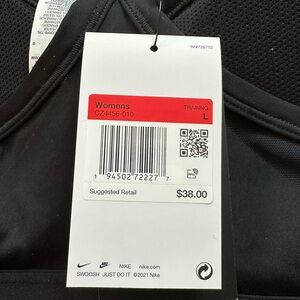 Womens
TRAINING
CZ4456-010
L
1 94502 72227 7
Suggested Retail
$38.00
NIKE nike.com
SWOOSH JUST DO IT ©2021 Nike